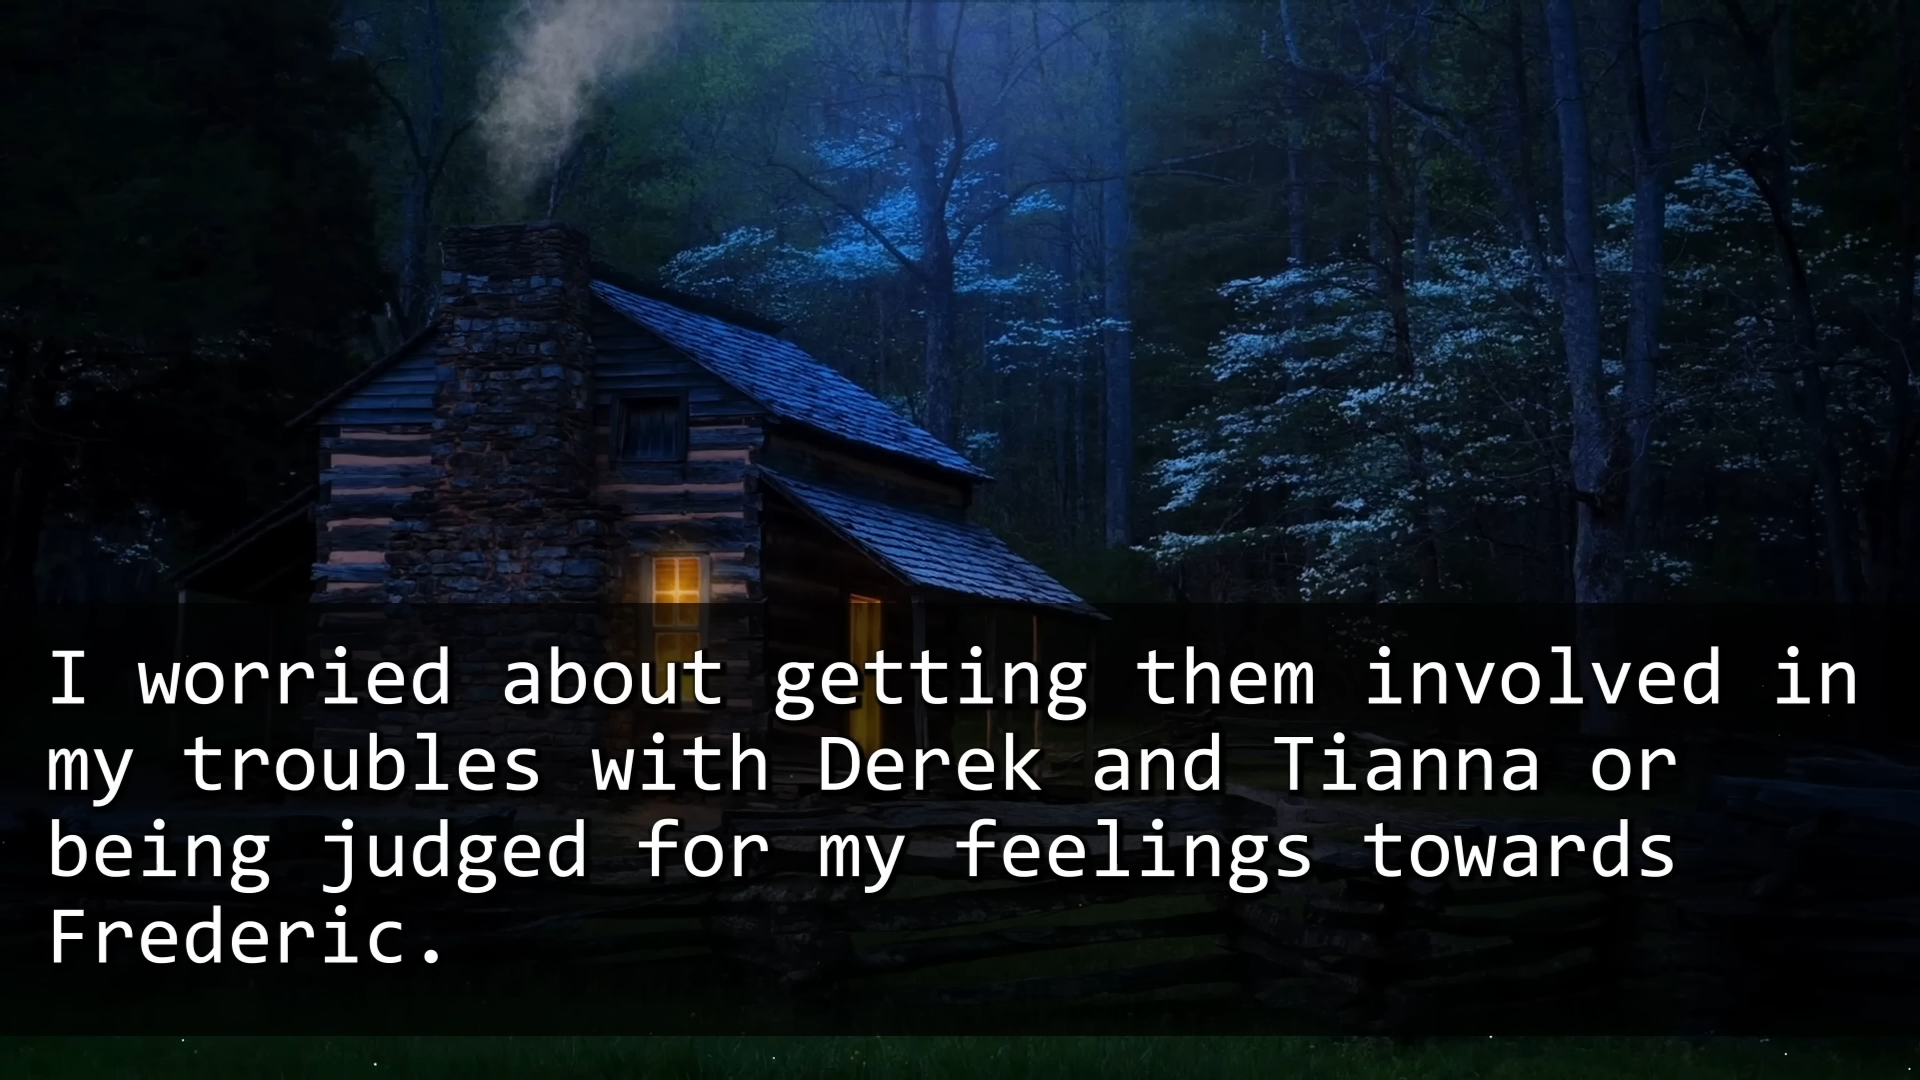 I worried about getting them involved in
my troubles with Derek and Tianna or
being judged for my feelings towards
Frederic.